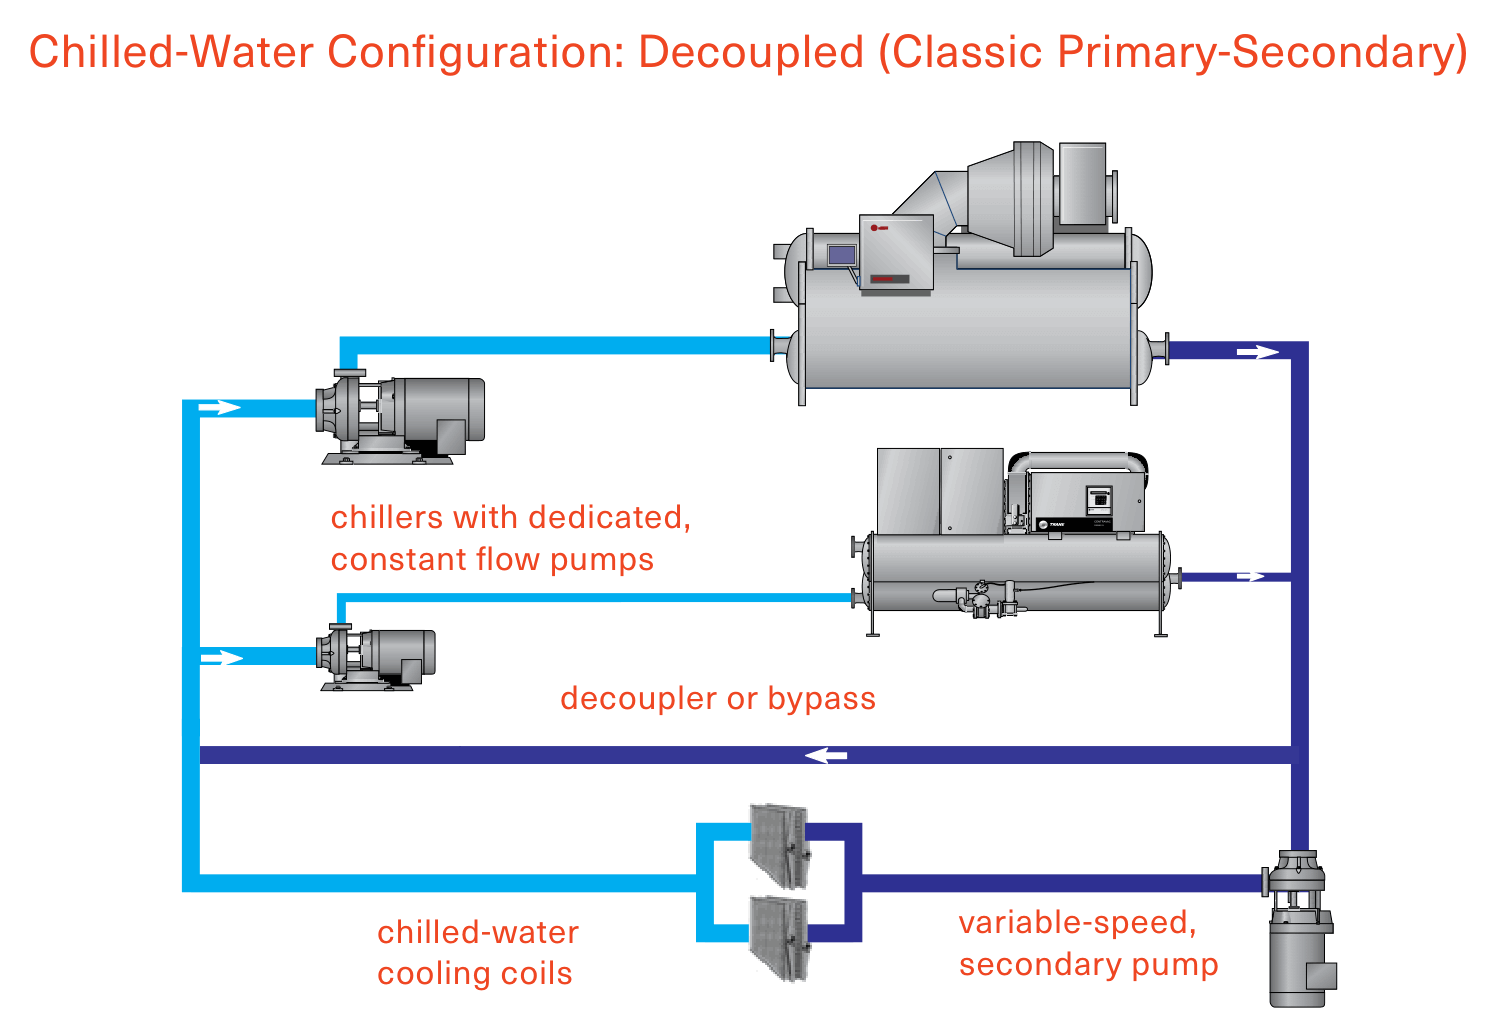 Chilled-Water Configuration: Decoupled (Classic Primary-Secondary)
chillers with dedicated,
constant flow pumps
TRANE
decoupler or bypass
chilled-water
cooling coils
variable-speed,
secondary pump